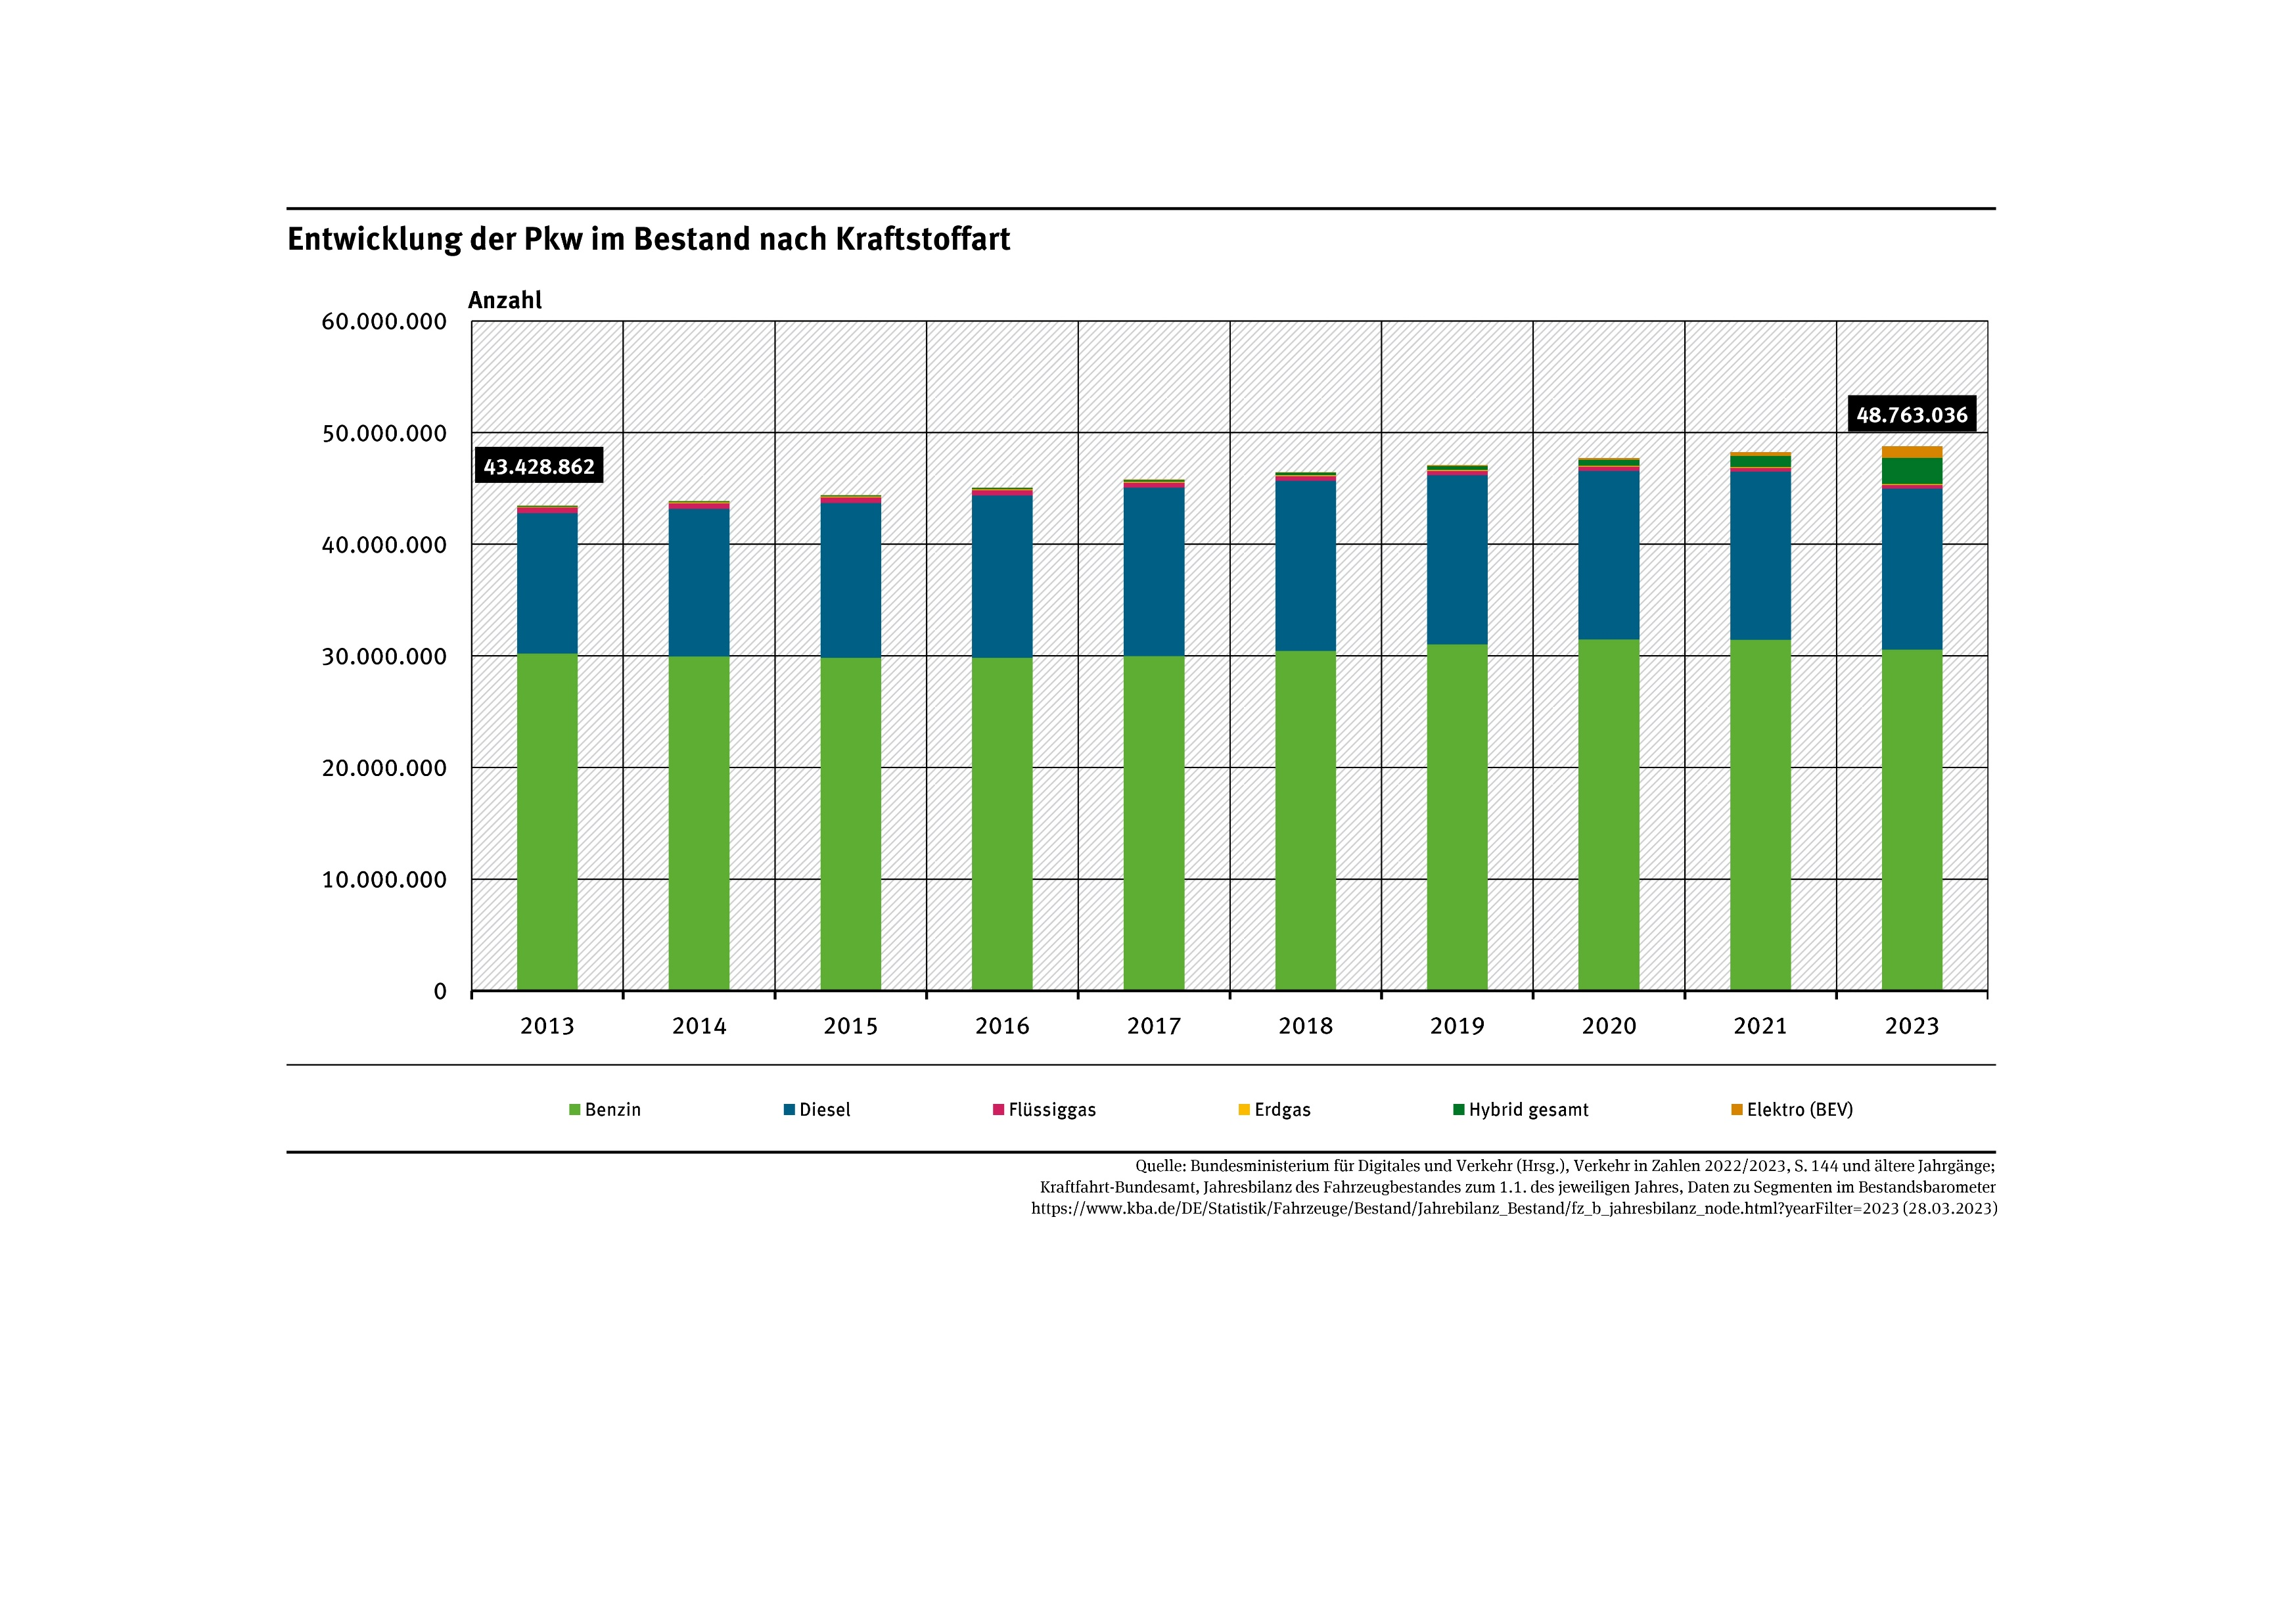 Entwicklung der Pkw im Bestand nach Kraftstoffart
Anzahl
60.000.000
50.000.000
40.000.000
30.000.000
20.000.000
10.000.000
0
43.428.862
48.763.036
2013 2014 2015 2016 2017 2018 2019 2020 2021 2023
Benzin Diesel Flüssiggas Erdgas Hybrid gesamt Elektro (BEV)
Quelle: Bundesministerium für Digitales und Verkehr (Hrsg.), Verkehr in Zahlen 2022/2023, S. 144 und ältere Jahrgänge;
Kraftfahrt-Bundesamt, Jahresbilanz des Fahrzeugbestandes zum 1.1. des jeweiligen Jahres, Daten zu Segmenten im Bestandsbarometer
https://www.kba.de/DE/Statistik/Fahrzeuge/Bestand/Jahrebilanz_Bestand/fz_b_jahresbilanz_node.html?yearFilter=2023 (28.03.2023)